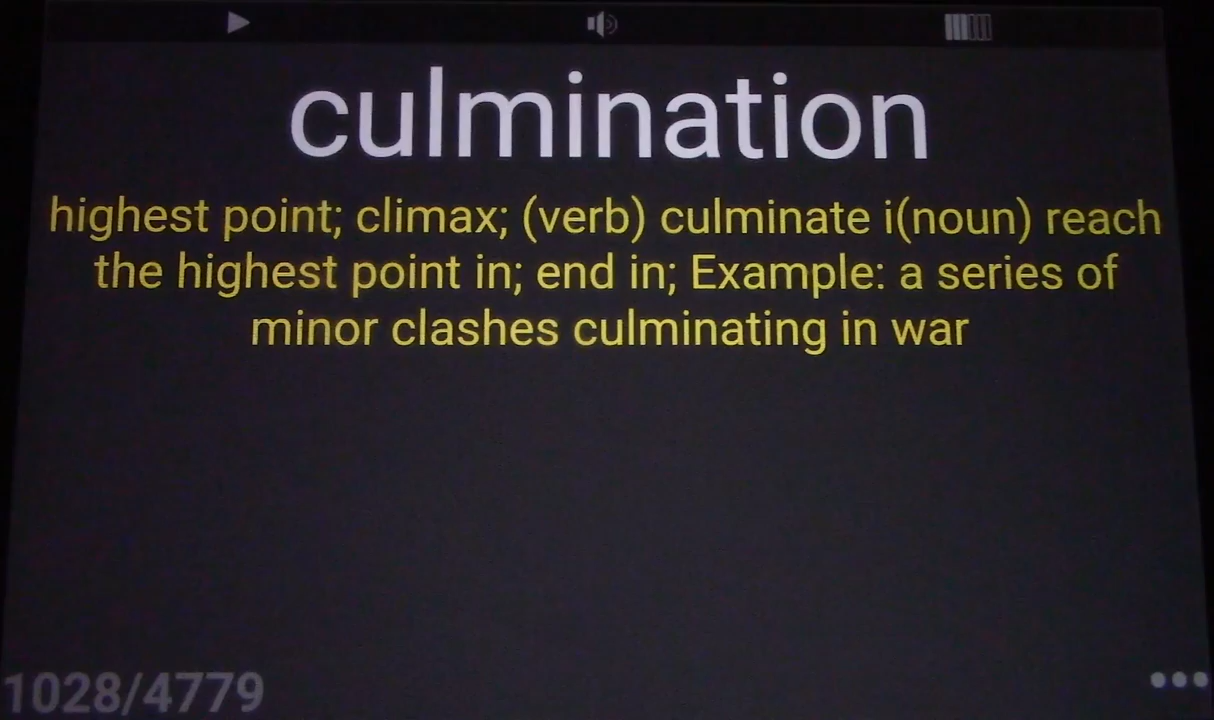 culmination
highest point; climax; (verb) culminate i(noun) reach
the highest point in; end in; Example: a series of
minor clashes culminating in war
1028/4779